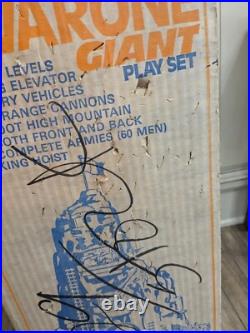 VARONE
GIANT
PLAY SET
LEVELS
ELEVATOR
RY VEHICLES
RANGE CANNONS
OOT HIGH MOUNTAIN
OTH FRONT AND BACK
COMPLETE ARMIES (60 MEN)
KING HOIST